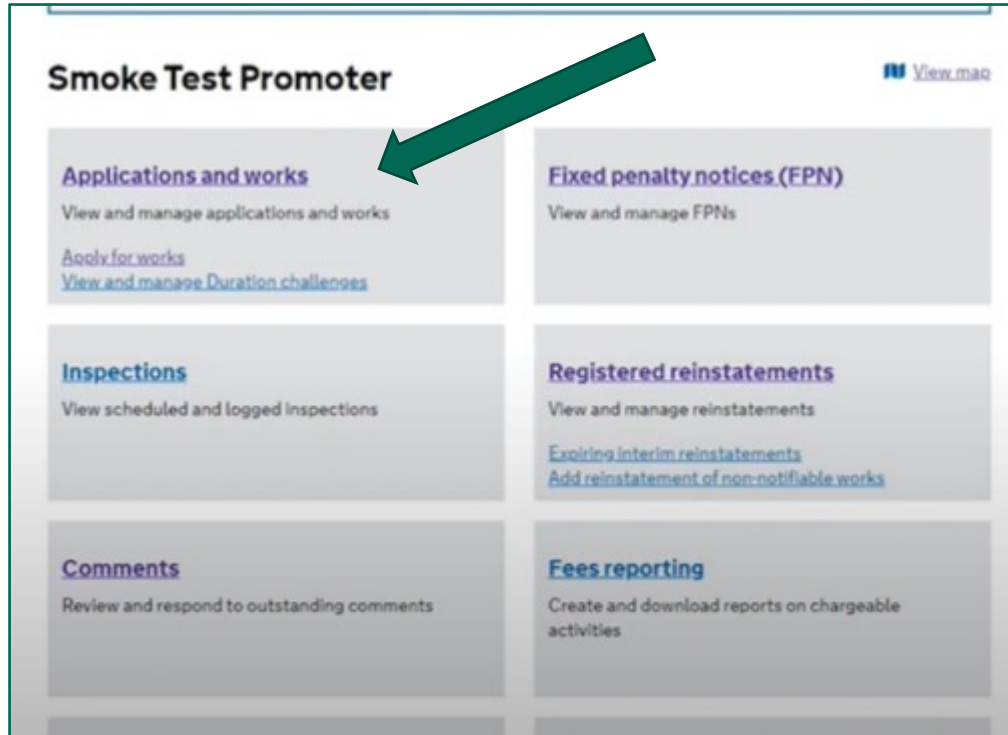 Smoke Test Promoter
View map
Applications and works
View and manage applications and works
Apply for works
View and manage Duration challenges
Fixed penalty notices (FPN)
View and manage FPNs
Inspections
View scheduled and logged inspections
Registered reinstatements
View and manage reinstatements
Expiring interim reinstatements
Add reinstatement of non-notifiable works
Comments
Review and respond to outstanding comments
Fees reporting
Create and download reports on chargeable
activities